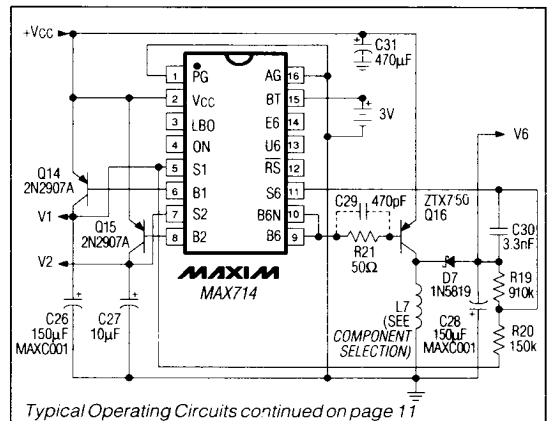 +VCC
C31
470µF
1 PG AG 16
2 VCC BT 15
3V
3 LBO E6 14
4 ON U6 13
V6
5 S1 RS 12
Q14
2N2907A
6 B1 S6 11
C29 470pF
ZTX750
Q16
C30
3.3nF
V1
Q15
2N2907A
7 S2 B6N 10
8 B2 B6 9
R21
50Ω
V2
MAXIM
MAX714
D7
1N5819
R19
910k
C26
150µF
MAXC001
C27
10µF
L7
(SEE
COMPONENT
SELECTION)
C28
150µF
MAXC001
R20
150k
Typical Operating Circuits continued on page 11